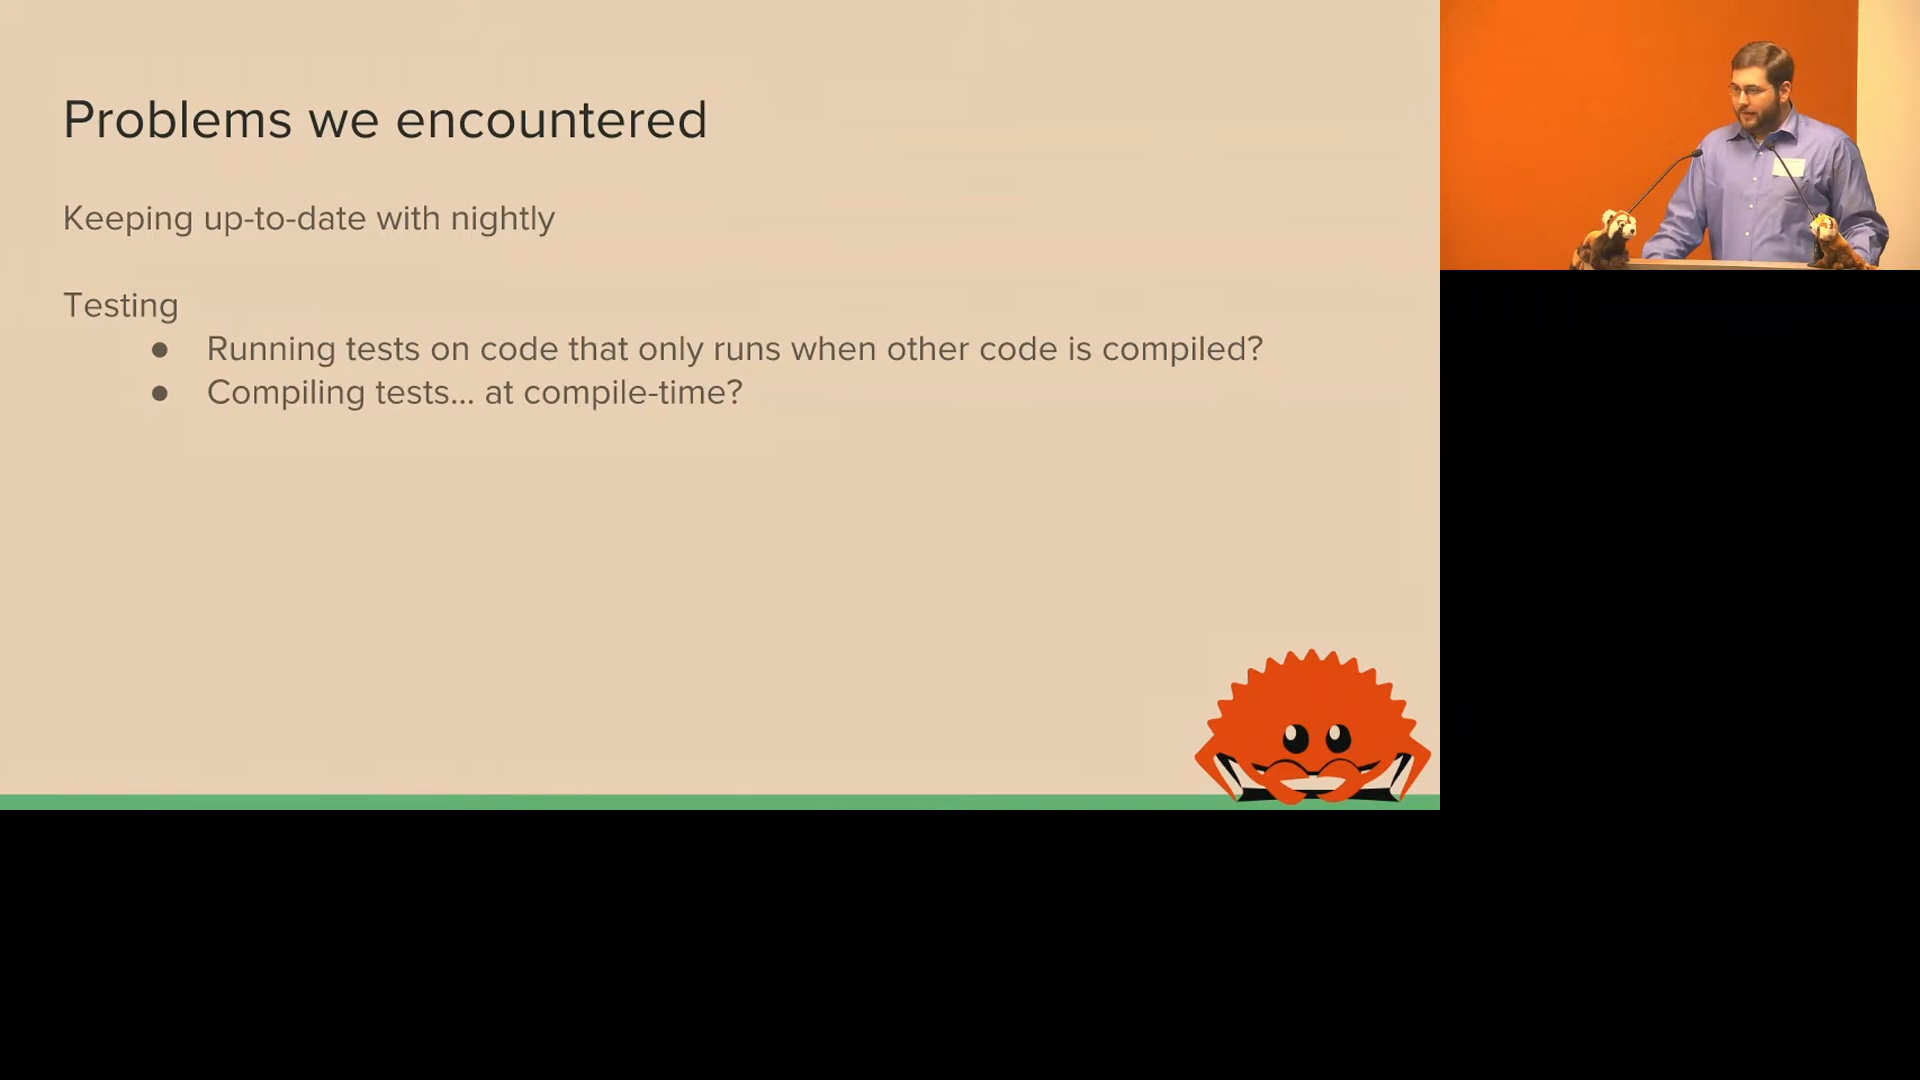 Problems we encountered
Keeping up-to-date with nightly
Testing
● Running tests on code that only runs when other code is compiled?
● Compiling tests... at compile-time?